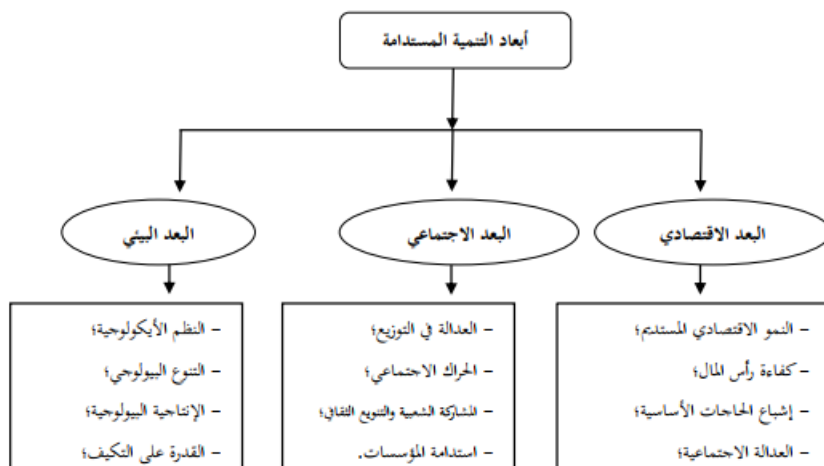 أبعاد التنمية المستدامة
البعد الاقتصادي
البعد الاجتماعي
البعد البيئي
- النمو الاقتصادي المستديم؛
- كفاءة رأس المال؛
- إشباع الحاجات الأساسية؛
- العدالة الاجتماعية؛
- العدالة في التوزيع؛
- الحراك الاجتماعي؛
- المشاركة الشعبية والتنويع الثقافي؛
- استدامة المؤسسات.
- النظم الأيكولوجية؛
- التنوع البيولوجي؛
- الإنتاجية البيولوجية؛
- القدرة على التكيف؛